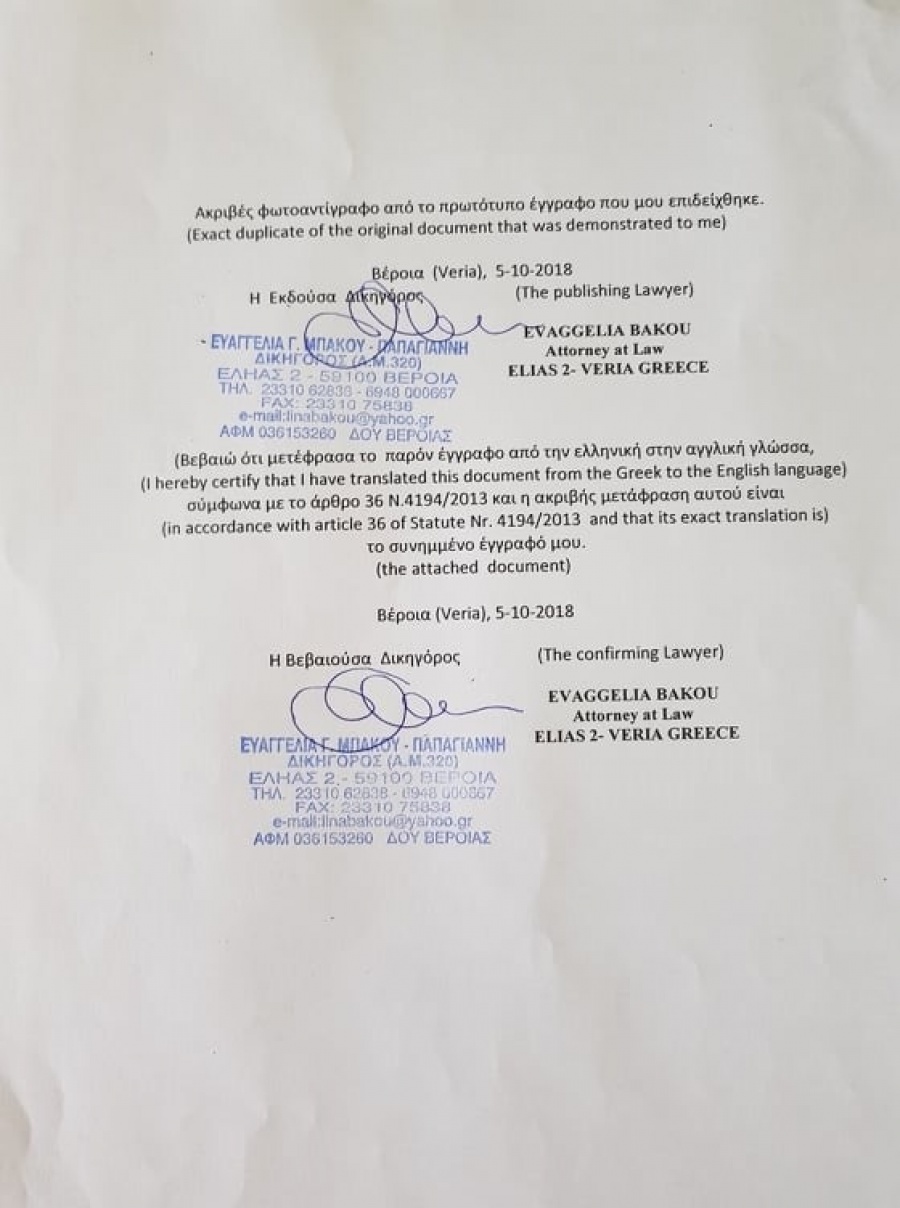 Ακριβές φωτοαντίγραφο από το πρωτότυπο έγγραφο που μου επιδείχθηκε.
(Exact duplicate of the original document that was demonstrated to me)
Βέροια (Veria), 5-10-2018
Η Εκδούσα Δικηγόρος (The publishing Lawyer)
ΕΥΑΓΓΕΛΙΑ Γ. ΜΠΑΚΟΥ - ΠΑΠΑΓΙΑΝΝΗ
ΔΙΚΗΓΟΡΟΣ (Α.Μ.320)
ΕΛΗΑΣ 2 - 59100 ΒΕΡΟΙΑ
ΤΗΛ. 23310 62838 - 6948 000667
FAX: 23310 75838
e-mail:linabakou@yahoo.gr
ΑΦΜ 036153260 ΔΟΥ ΒΕΡΟΙΑΣ
EVAGGELIA BAKOU
Attorney at Law
ELIAS 2- VERIA GREECE
(Βεβαιώ ότι μετέφρασα το παρόν έγγραφο από την ελληνική στην αγγλική γλώσσα,
(I hereby certify that I have translated this document from the Greek to the English language)
σύμφωνα με το άρθρο 36 Ν.4194/2013 και η ακριβής μετάφραση αυτού είναι
(in accordance with article 36 of Statute Nr. 4194/2013 and that its exact translation is)
το συνημμένο έγγραφό μου.
(the attached document)
Βέροια (Veria), 5-10-2018
Η Βεβαιούσα Δικηγόρος (The confirming Lawyer)
ΕΥΑΓΓΕΛΙΑ Γ. ΜΠΑΚΟΥ - ΠΑΠΑΓΙΑΝΝΗ
ΔΙΚΗΓΟΡΟΣ (Α.Μ.320)
ΕΛΗΑΣ 2 - 59100 ΒΕΡΟΙΑ
ΤΗΛ. 23310 62838 - 6948 000667
FAX: 23310 75838
e-mail:linabakou@yahoo.gr
ΑΦΜ 036153260 ΔΟΥ ΒΕΡΟΙΑΣ
EVAGGELIA BAKOU
Attorney at Law
ELIAS 2- VERIA GREECE